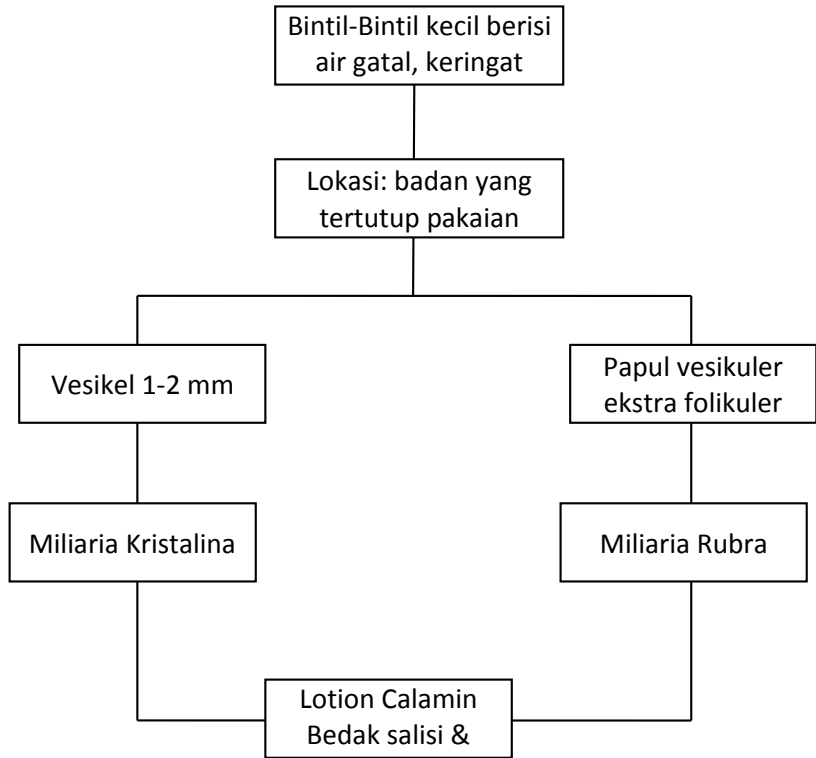 Bintil-Bintil kecil berisi
air gatal, keringat
Lokasi: badan yang
tertutup pakaian
Vesikel 1-2 mm
Papul vesikuler
ekstra folikuler
Miliaria Kristalina
Miliaria Rubra
Lotion Calamin
Bedak salisi &